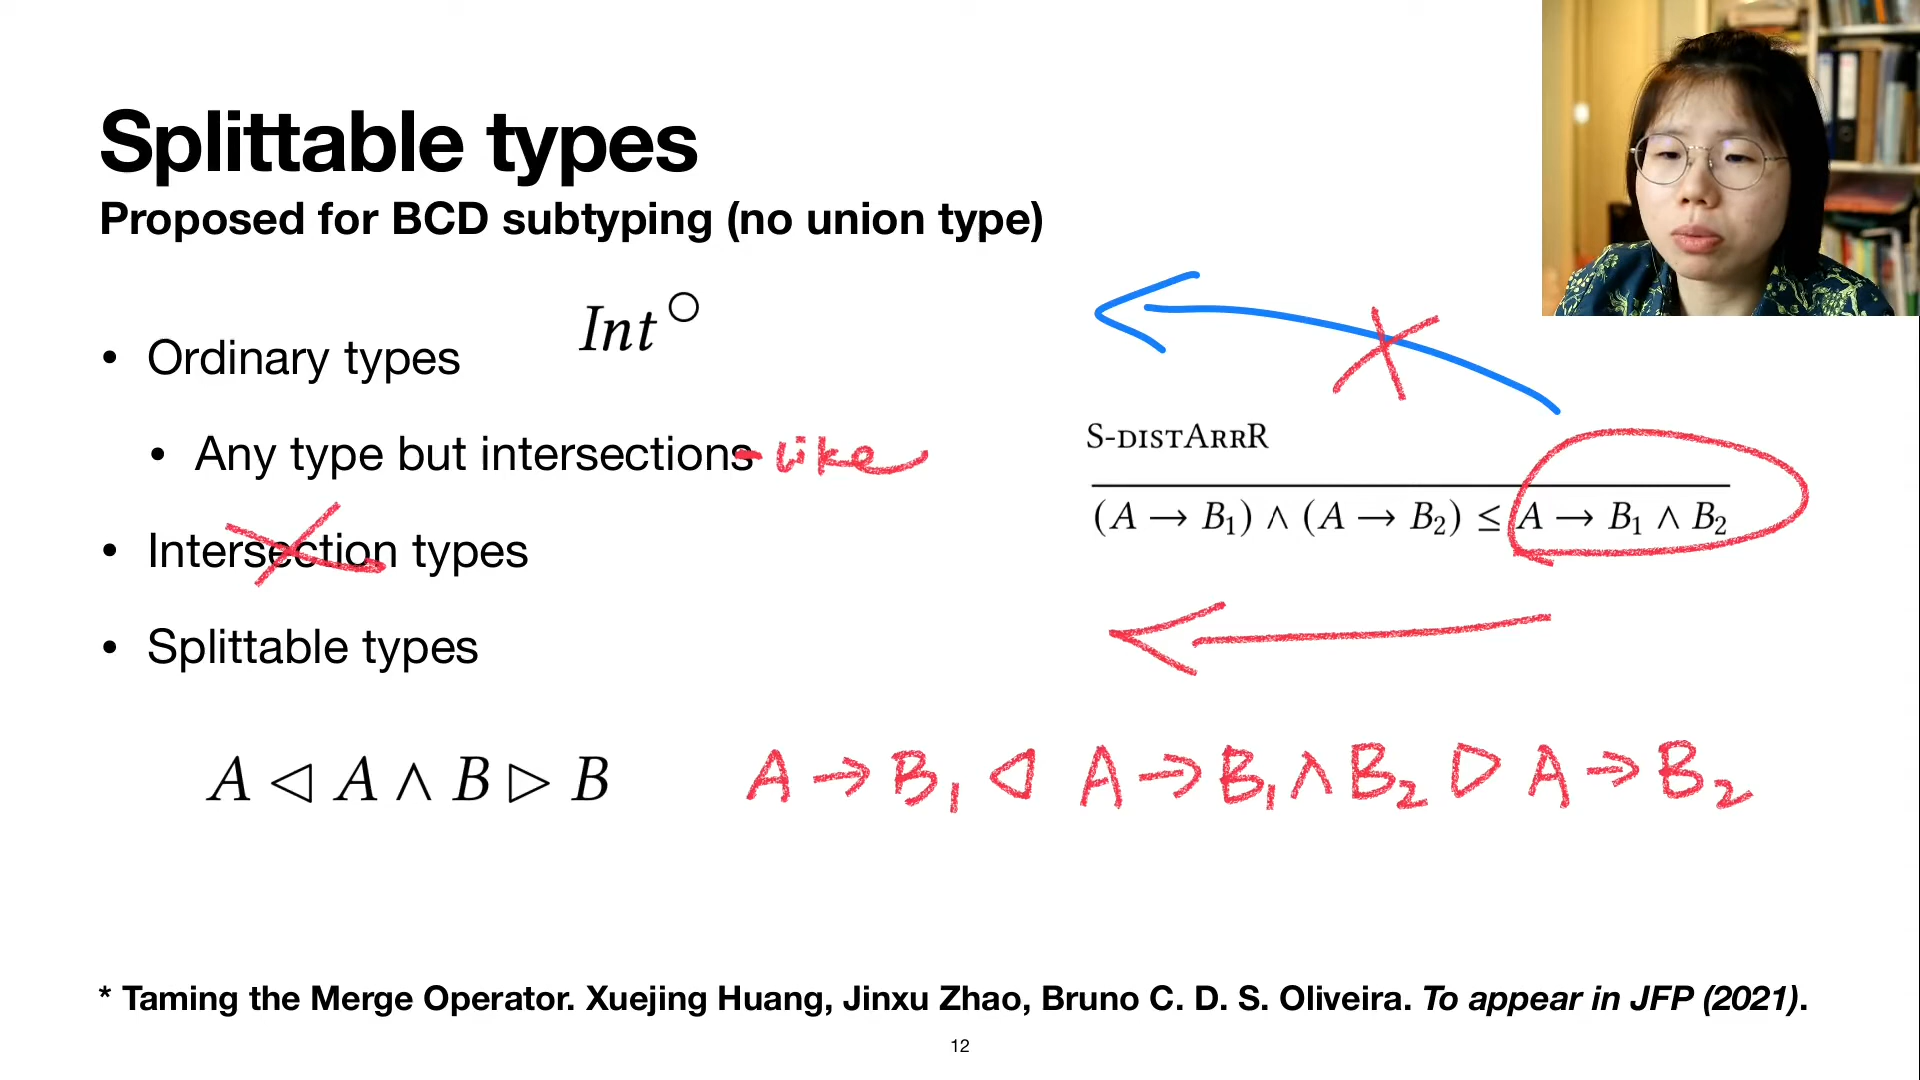 Splittable types
Proposed for BCD subtyping (no union type)
Int○
• Ordinary types
• Any type but intersections-like
• Intersection types
• Splittable types
S-DISTARRR
(A → B₁) ∧ (A → B₂) ≤ A → B₁ ∧ B₂
A ◁ A ∧ B ▷ B
A → B₁ ◁ A → B₁ ∧ B₂ ▷ A → B₂
* Taming the Merge Operator. Xuejing Huang, Jinxu Zhao, Bruno C. D. S. Oliveira. To appear in JFP (2021).
12